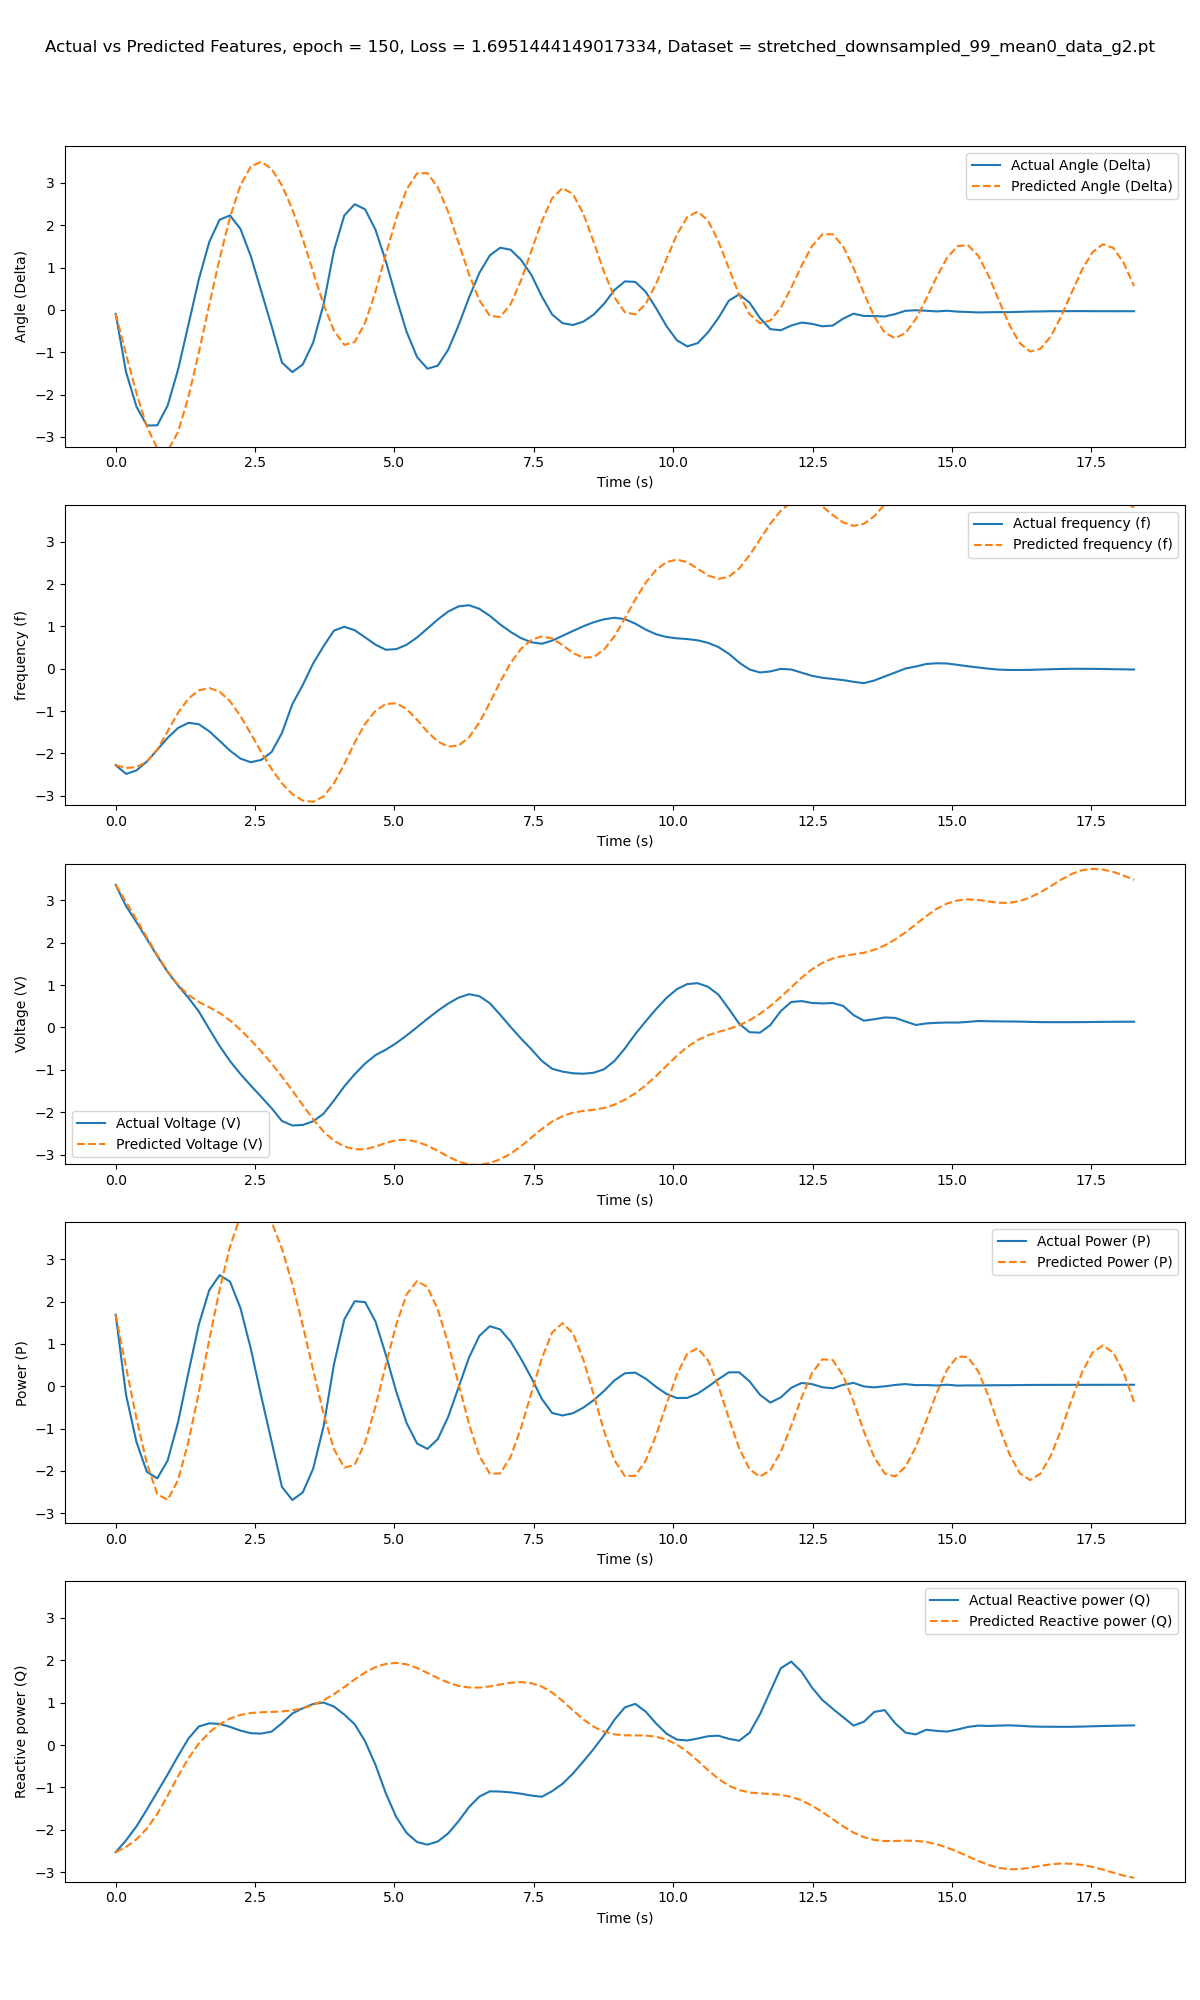 Actual vs Predicted Features, epoch = 150, Loss = 1.6951444149017334, Dataset = stretched_downsampled_99_mean0_data_g2.pt
Angle (Delta)
3
2
1
0
−1
−2
−3
Actual Angle (Delta)
Predicted Angle (Delta)
0.0 2.5 5.0 7.5 10.0 12.5 15.0 17.5
Time (s)
frequency (f)
3
2
1
0
−1
−2
−3
Actual frequency (f)
Predicted frequency (f)
0.0 2.5 5.0 7.5 10.0 12.5 15.0 17.5
Time (s)
Voltage (V)
3
2
1
0
−1
−2
−3
Actual Voltage (V)
Predicted Voltage (V)
0.0 2.5 5.0 7.5 10.0 12.5 15.0 17.5
Time (s)
Power (P)
3
2
1
0
−1
−2
−3
Actual Power (P)
Predicted Power (P)
0.0 2.5 5.0 7.5 10.0 12.5 15.0 17.5
Time (s)
Reactive power (Q)
3
2
1
0
−1
−2
−3
Actual Reactive power (Q)
Predicted Reactive power (Q)
0.0 2.5 5.0 7.5 10.0 12.5 15.0 17.5
Time (s)